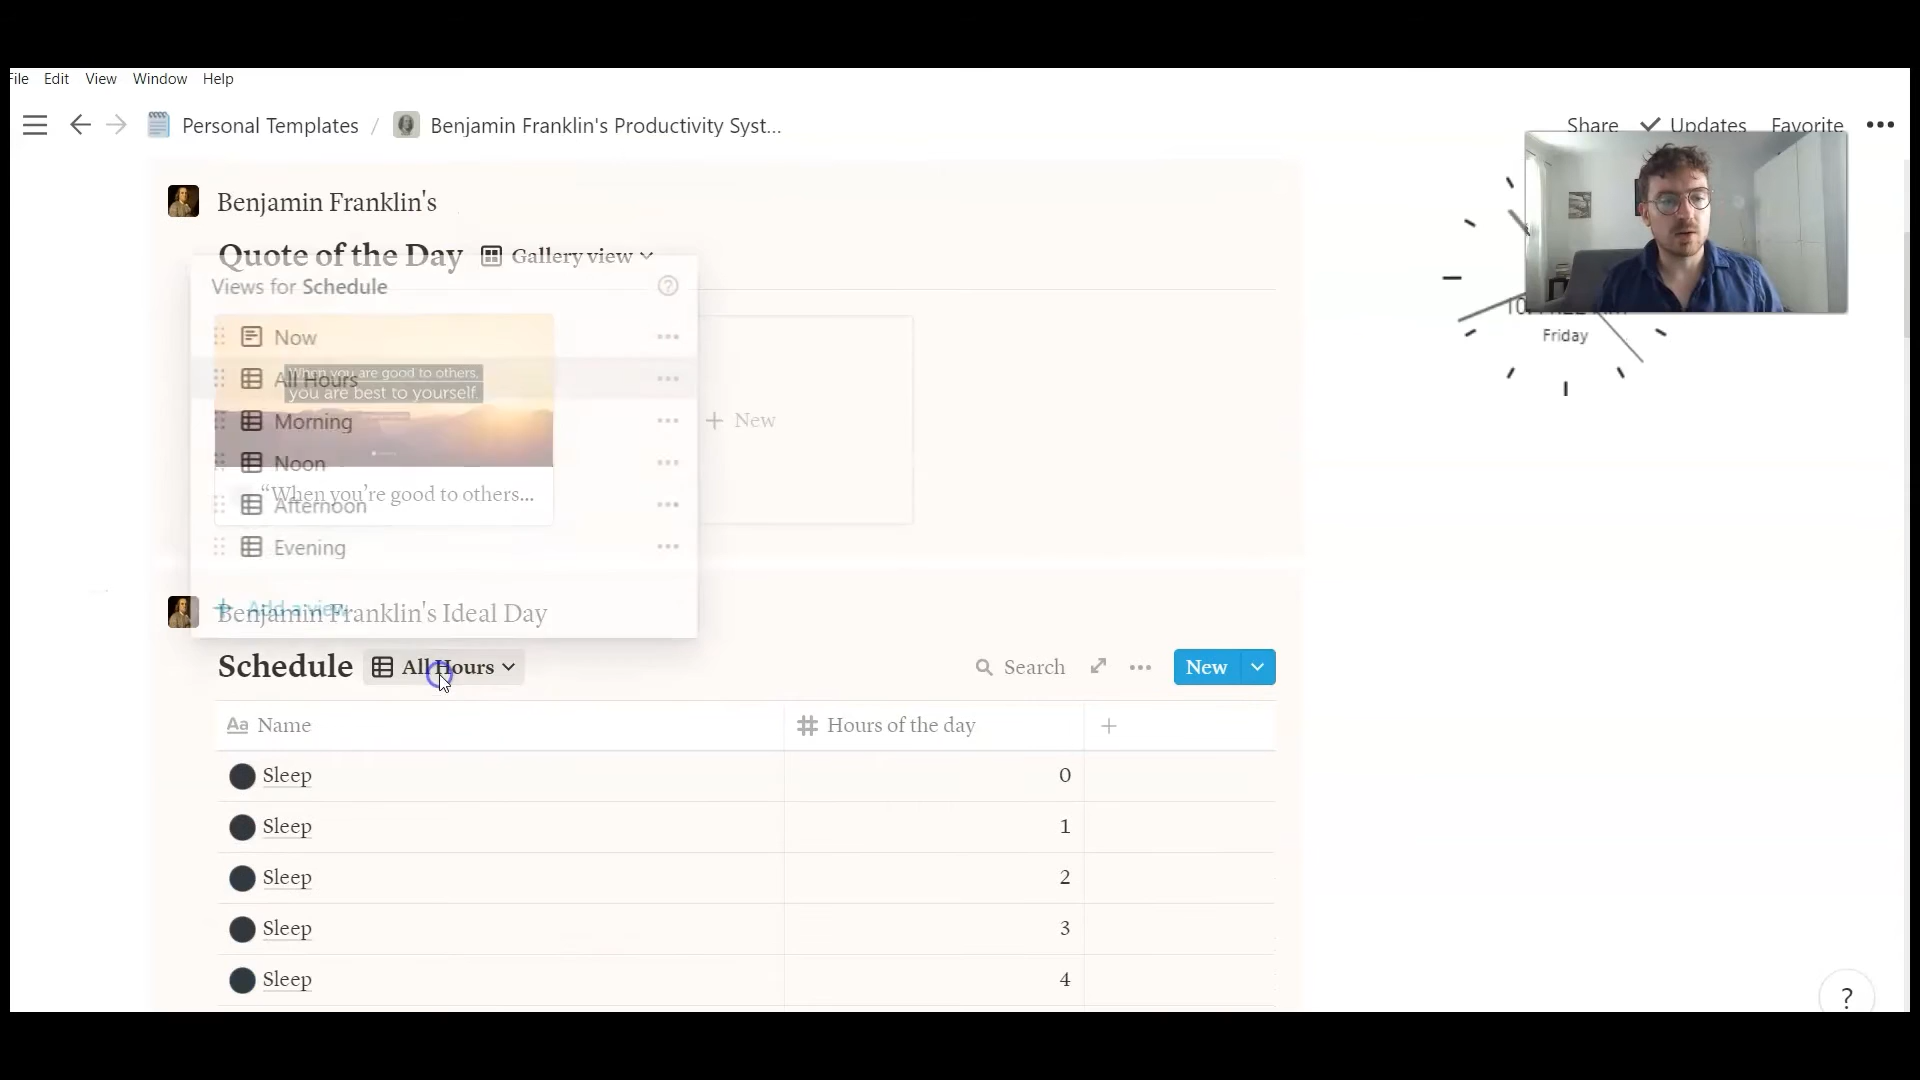 File Edit View Window Help
Personal Templates / Benjamin Franklin's Productivity Syst...
Share Updates Favorite
Benjamin Franklin's
Quote of the Day Gallery view
Views for Schedule
Now
All Hours
When you are good to others,
you are best to yourself.
Morning
Noon
“When you’re good to others...
Afternoon
Evening
+ New
Friday
+ Add a view
Benjamin Franklin's Ideal Day
Schedule All Hours
Search
New
Aa Name
# Hours of the day
+
Sleep 0
Sleep 1
Sleep 2
Sleep 3
Sleep 4
?